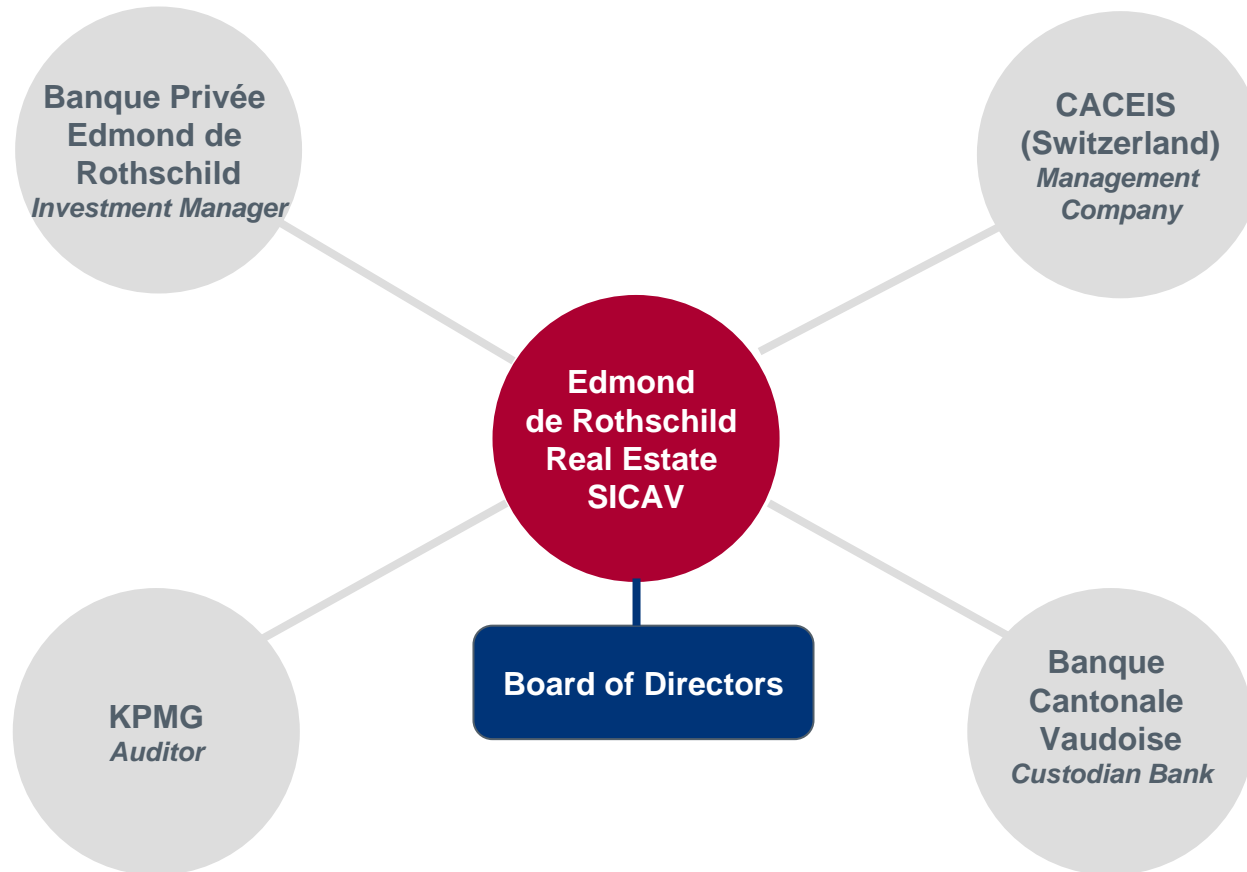 Banque Privée
Edmond de
Rothschild
Investment Manager
CACEIS
(Switzerland)
Management
Company
Edmond
de Rothschild
Real Estate
SICAV
Board of Directors
KPMG
Auditor
Banque
Cantonale
Vaudoise
Custodian Bank